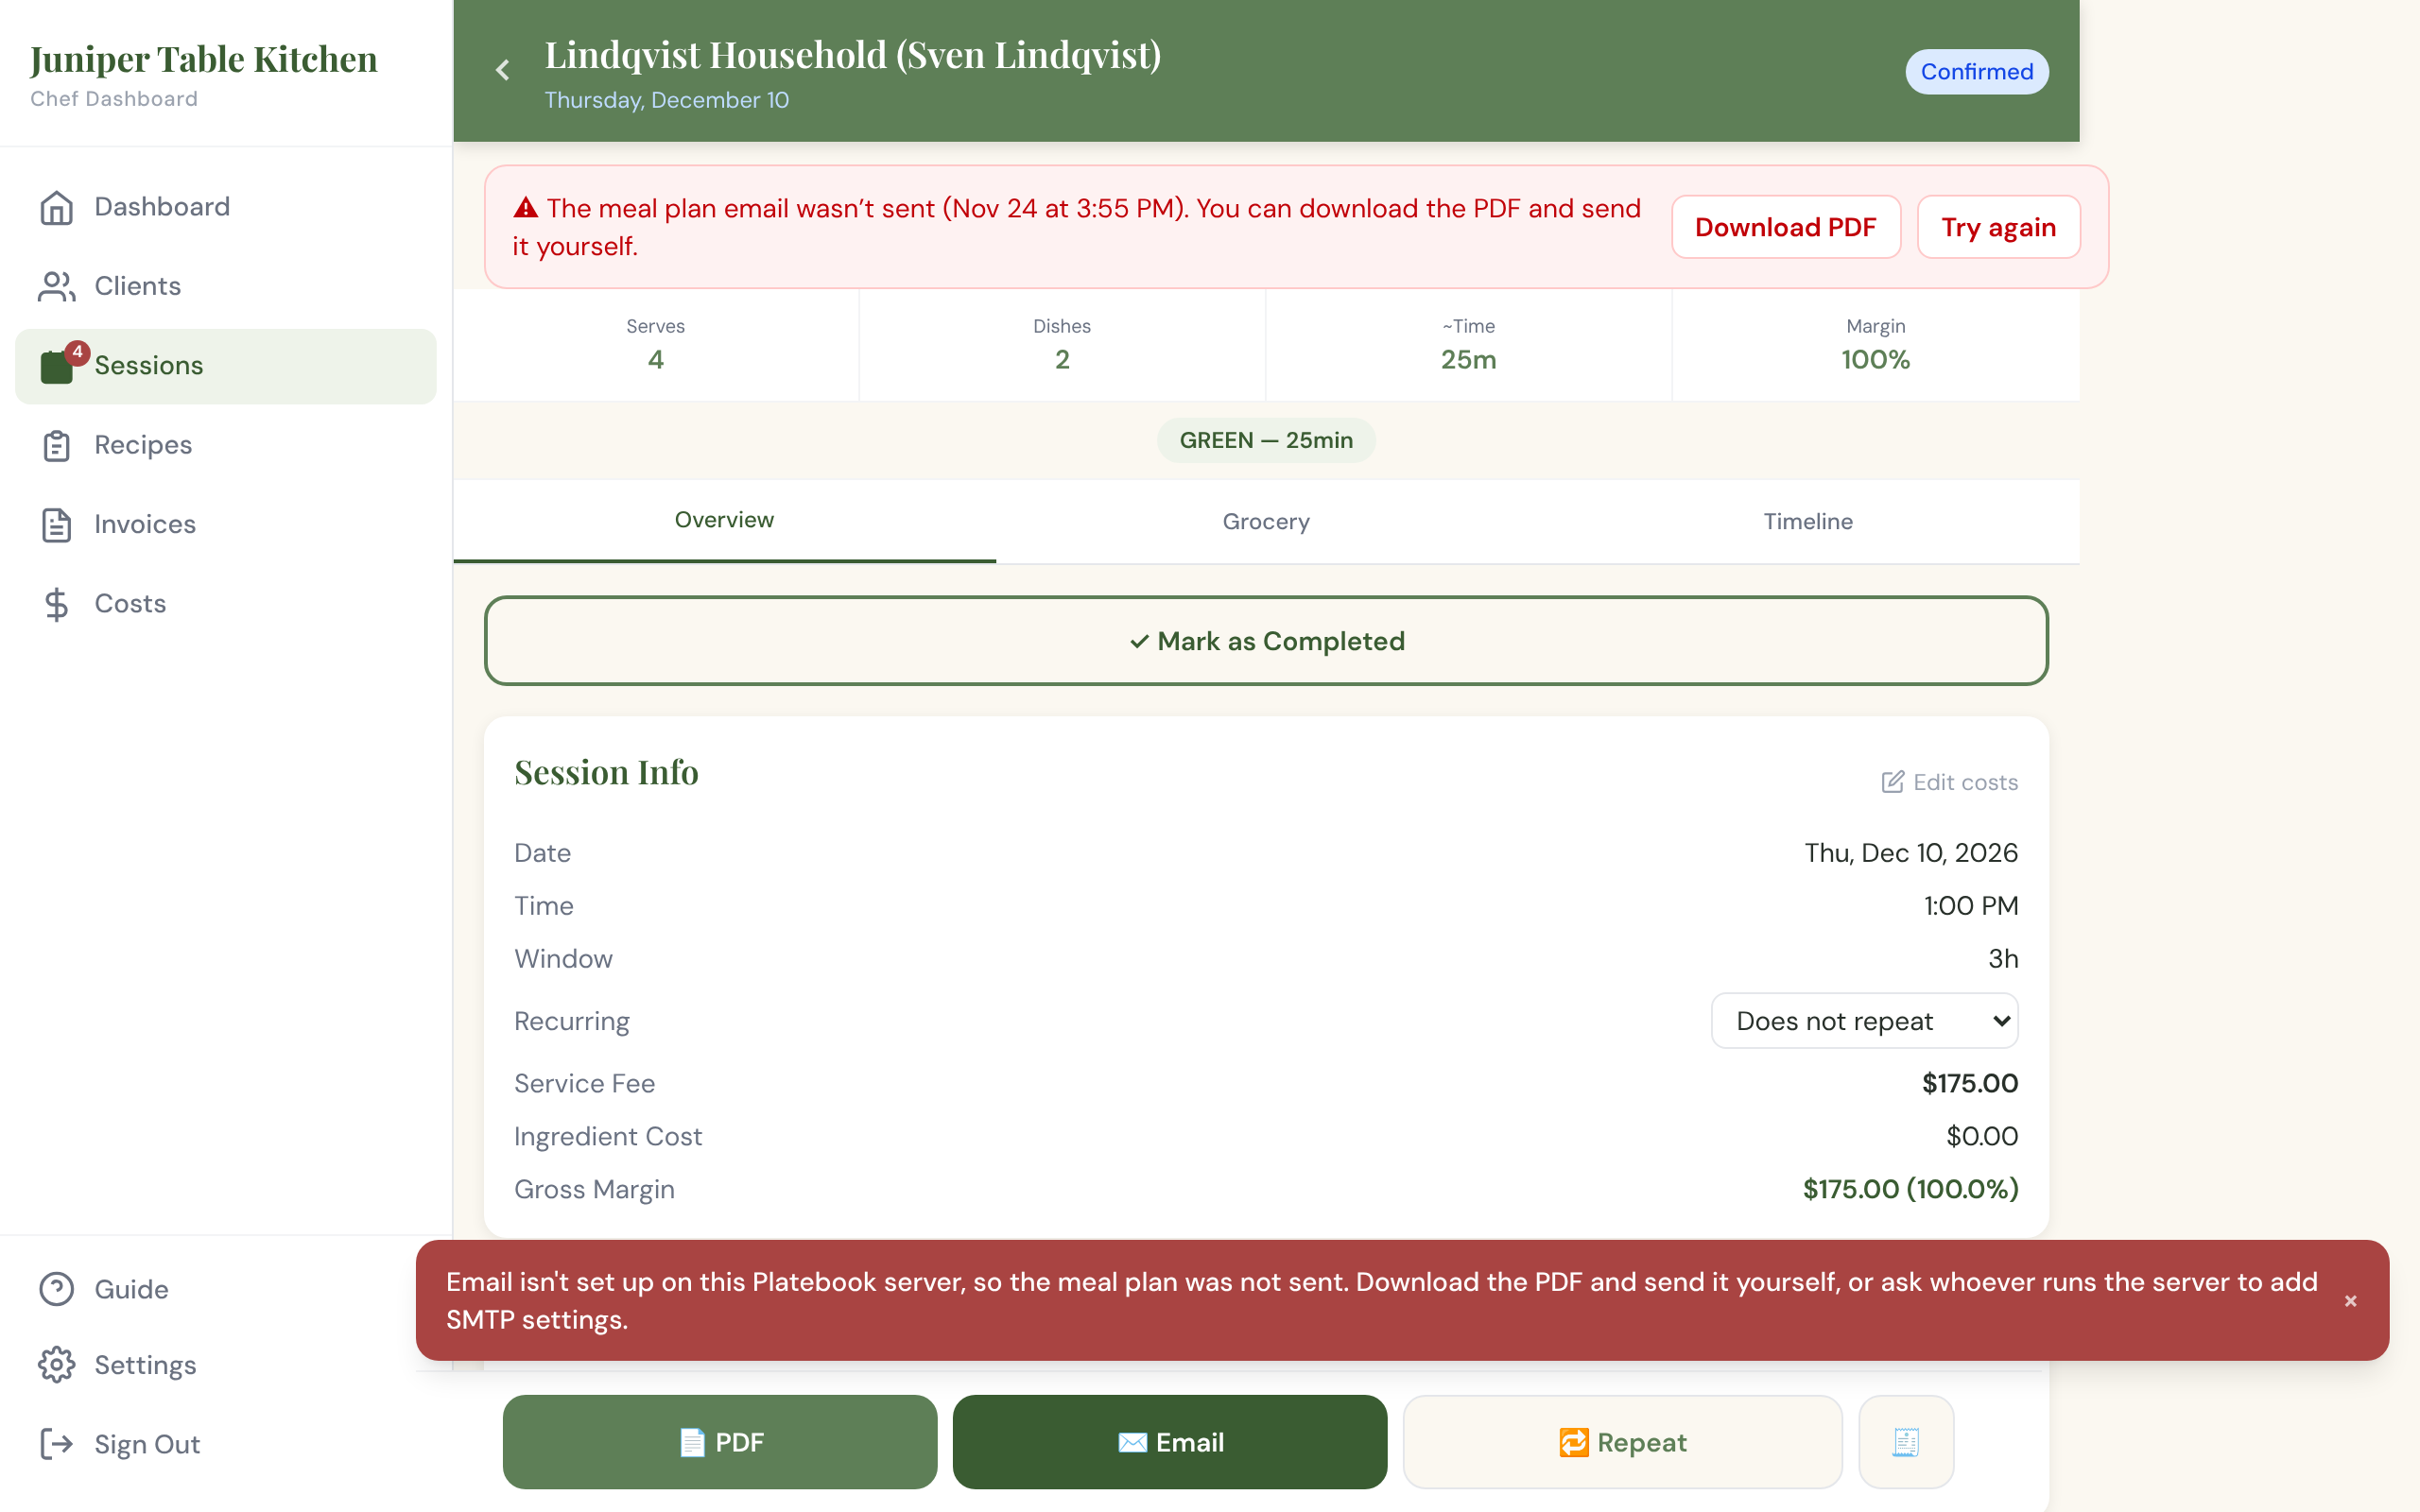 Juniper Table Kitchen
Chef Dashboard
Dashboard
Clients
4
Sessions
Recipes
Invoices
Costs
Guide
Settings
Sign Out
Lindqvist Household (Sven Lindqvist)
Thursday, December 10
Confirmed
⚠ The meal plan email wasn’t sent (Nov 24 at 3:55 PM). You can download the PDF and send
it yourself.
Download PDF
Try again
Serves
4
Dishes
2
~Time
25m
Margin
100%
GREEN — 25min
Overview
Grocery
Timeline
✓ Mark as Completed
Session Info
Edit costs
Date
Thu, Dec 10, 2026
Time
1:00 PM
Window
3h
Recurring
Does not repeat
Service Fee
$175.00
Ingredient Cost
$0.00
Gross Margin
$175.00 (100.0%)
Email isn't set up on this Platebook server, so the meal plan was not sent. Download the PDF and send it yourself, or ask whoever runs the server to add
SMTP settings.
×
📄 PDF
✉️ Email
🔁 Repeat
🧾